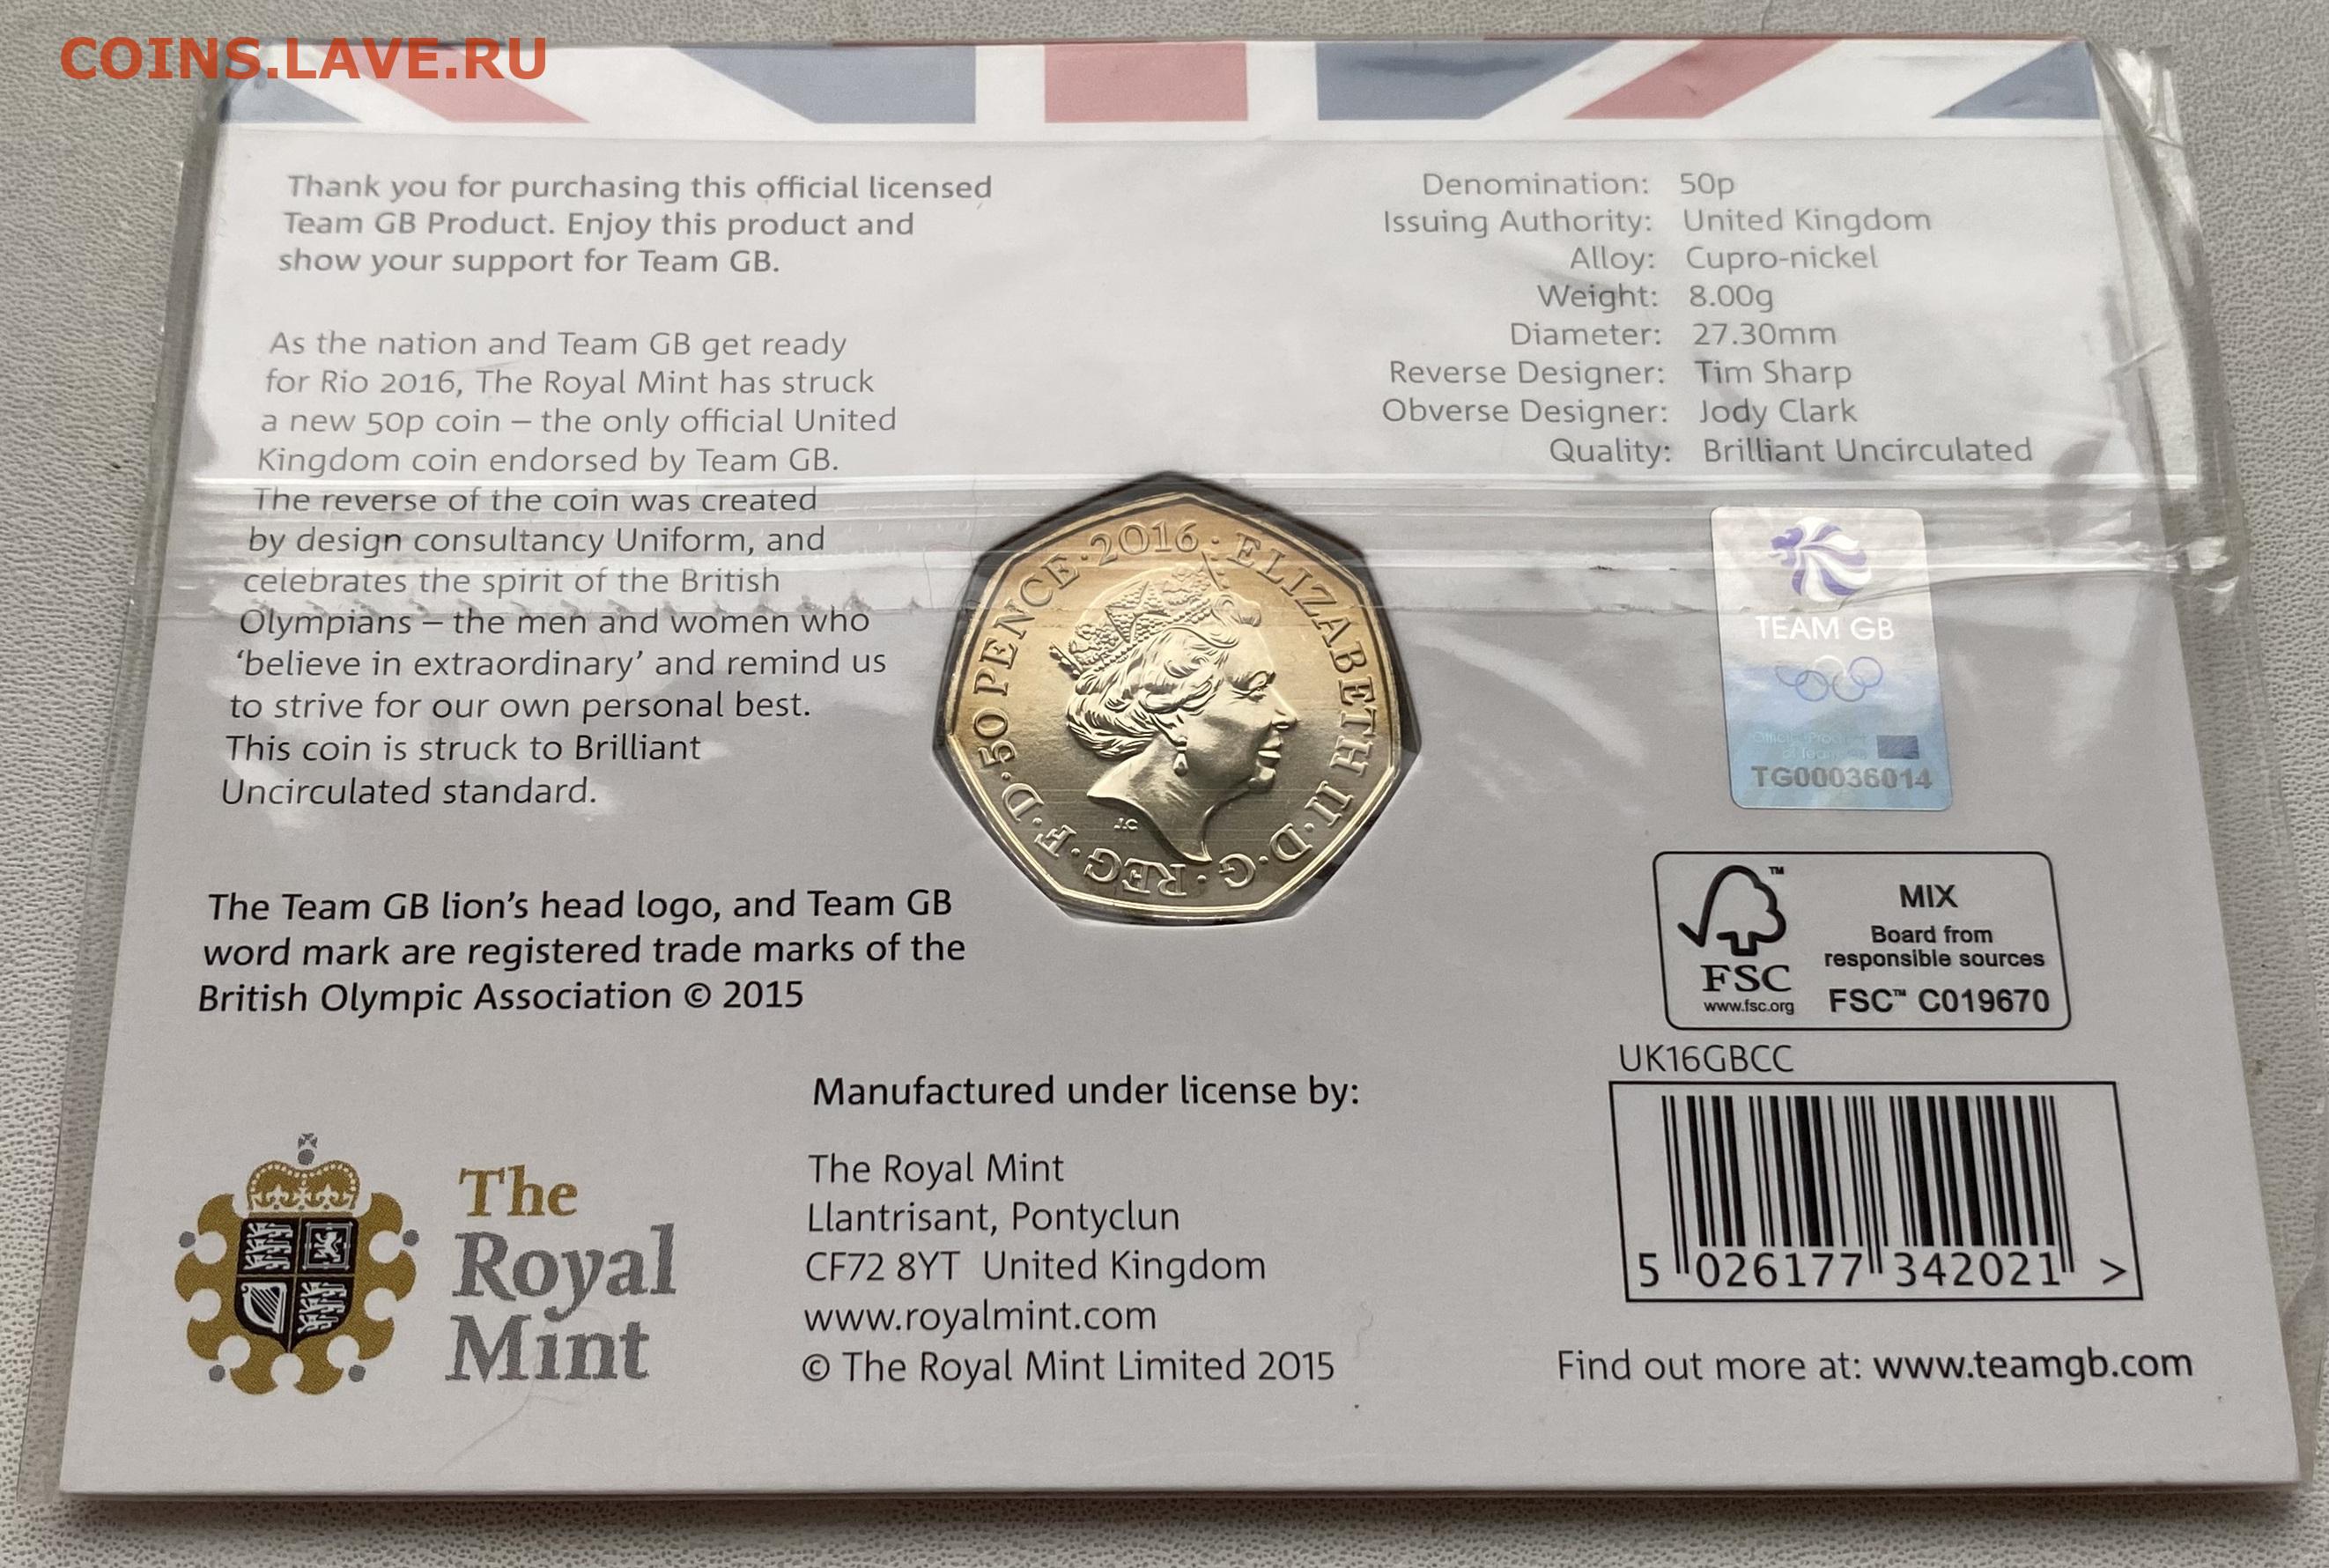 COINS.LAVE.RU
Thank you for purchasing this official licensed
Team GB Product. Enjoy this product and
show your support for Team GB.
As the nation and Team GB get ready
for Rio 2016, The Royal Mint has struck
a new 50p coin – the only official United
Kingdom coin endorsed by Team GB.
The reverse of the coin was created
by design consultancy Uniform, and
celebrates the spirit of the British
Olympians – the men and women who
‘believe in extraordinary’ and remind us
to strive for our own personal best.
This coin is struck to Brilliant
Uncirculated standard.
The Team GB lion’s head logo, and Team GB
word mark are registered trade marks of the
British Olympic Association © 2015
Denomination: 50p
Issuing Authority: United Kingdom
Alloy: Cupro-nickel
Weight: 8.00g
Diameter: 27.30mm
Reverse Designer: Tim Sharp
Obverse Designer: Jody Clark
Quality: Brilliant Uncirculated
ELIZABETH II·D·G·REG·F·D·50 PENCE·2016·
J.C
TEAM GB
TG00036014
FSC
www.fsc.org
MIX
Board from
responsible sources
FSC™ C019670
UK16GBCC
5 026177 342021 >
Find out more at: www.teamgb.com
The
Royal
Mint
Manufactured under license by:
The Royal Mint
Llantrisant, Pontyclun
CF72 8YT United Kingdom
www.royalmint.com
© The Royal Mint Limited 2015